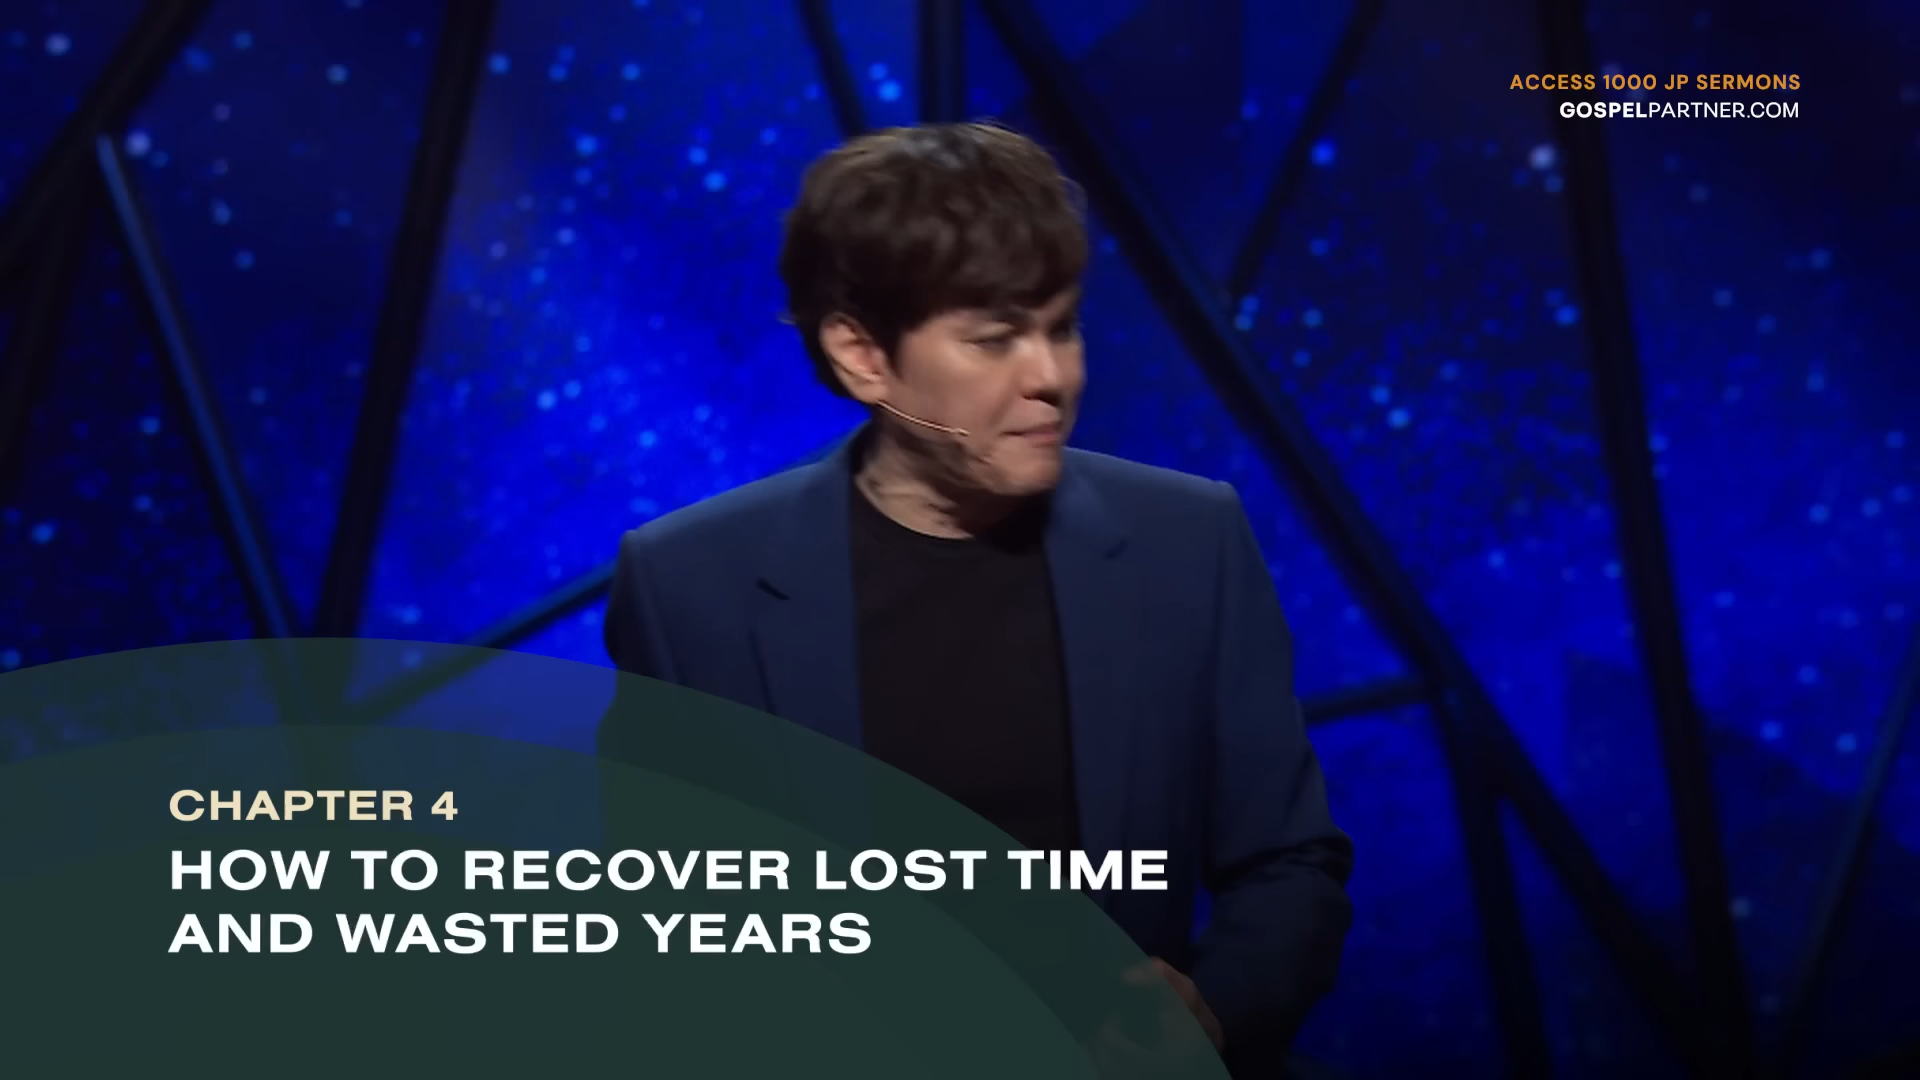 ACCESS 1000 JP SERMONS
GOSPELPARTNER.COM
CHAPTER 4
HOW TO RECOVER LOST TIME
AND WASTED YEARS